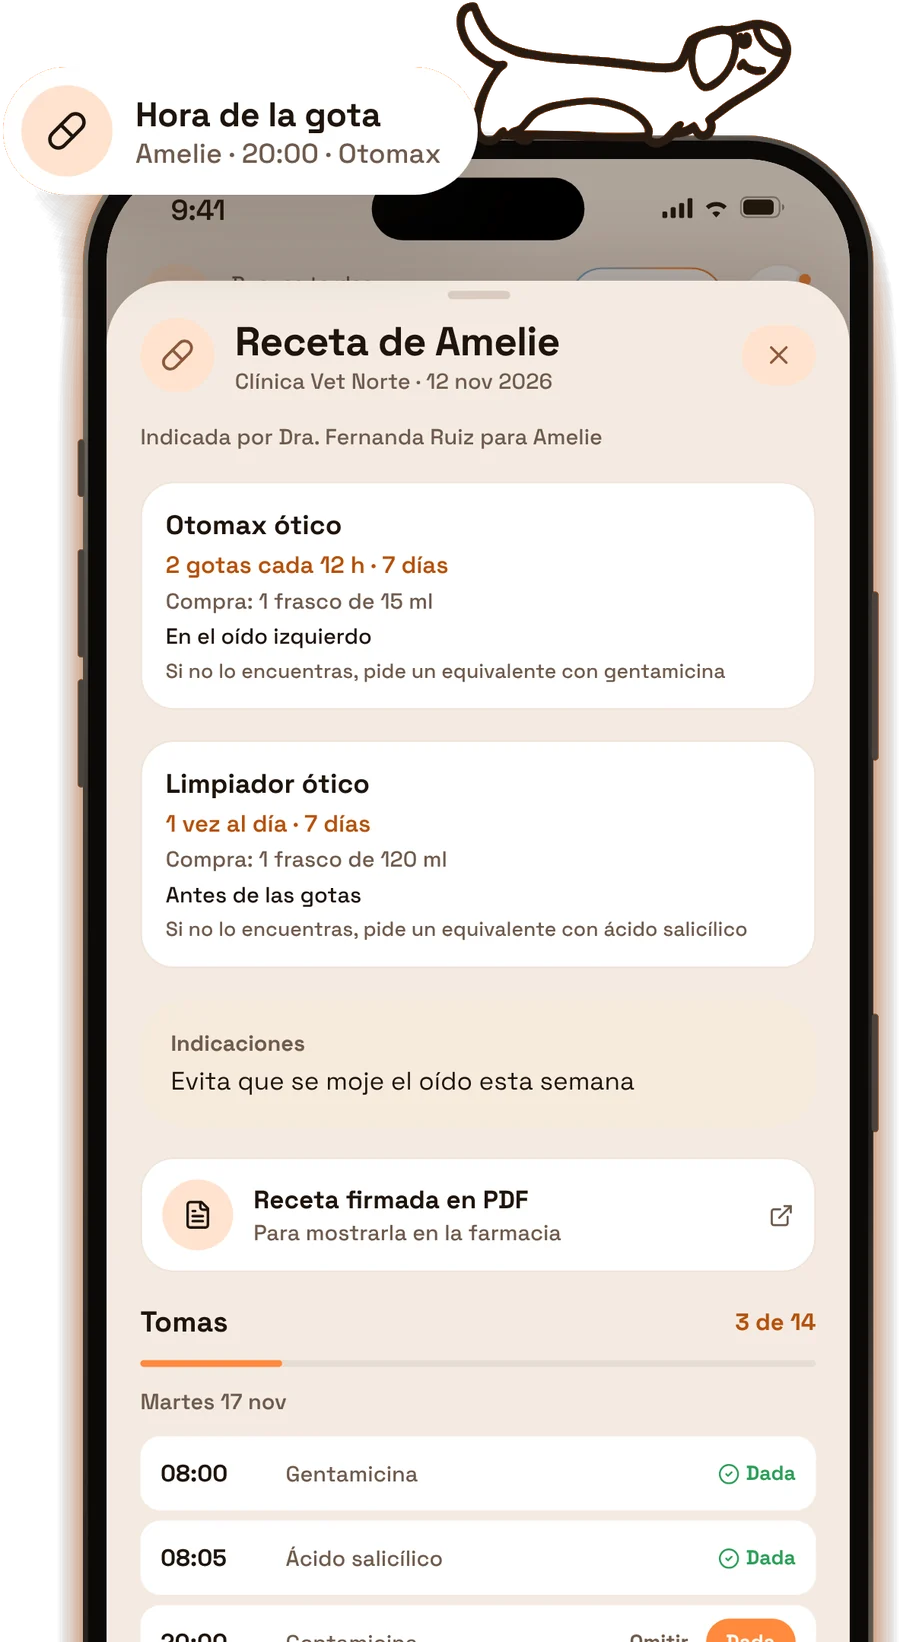 Hora de la gota
Amelie · 20:00 · Otomax
9:41
Receta de Amelie
Clínica Vet Norte · 12 nov 2026
Indicada por Dra. Fernanda Ruiz para Amelie
Otomax ótico
2 gotas cada 12 h · 7 días
Compra: 1 frasco de 15 ml
En el oído izquierdo
Si no lo encuentras, pide un equivalente con gentamicina
Limpiador ótico
1 vez al día · 7 días
Compra: 1 frasco de 120 ml
Antes de las gotas
Si no lo encuentras, pide un equivalente con ácido salicílico
Indicaciones
Evita que se moje el oído esta semana
Receta firmada en PDF
Para mostrarla en la farmacia
Tomas 3 de 14
Martes 17 nov
08:00 Gentamicina Dada
08:05 Ácido salicílico Dada
20:00 Gentamicina Omitir Dada